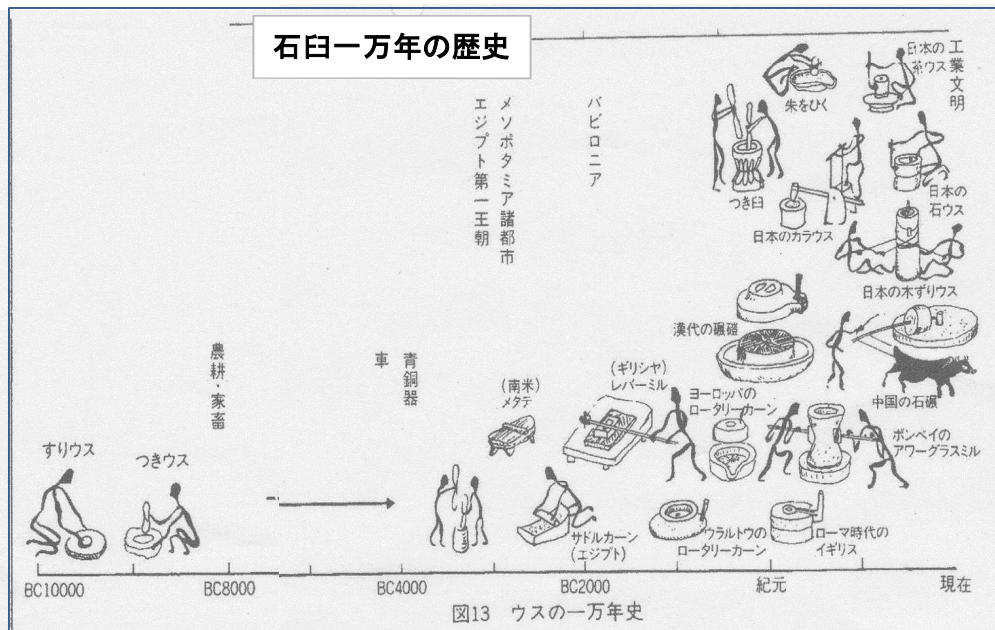 石臼一万年の歴史
工業文明
日本の
茶ウス
朱をひく
メソポタミア諸都市
エジプト第一王朝
バビロニア
つき臼
日本の
石ウス
日本のカラウス
日本の木ずりウス
漢代の碾磑
農耕・家畜
青銅器
車
(南米)
メタテ
(ギリシヤ)
レバーミル
ヨーロッパの
ロータリーカーン
中国の石碾
ポンペイの
アワーグラスミル
すりウス
つきウス
サドルカーン
(エジプト)
ウラルトウの
ロータリーカーン
ローマ時代の
イギリス
BC10000
BC8000
BC4000
BC2000
紀元
現在
図13 ウスの一万年史